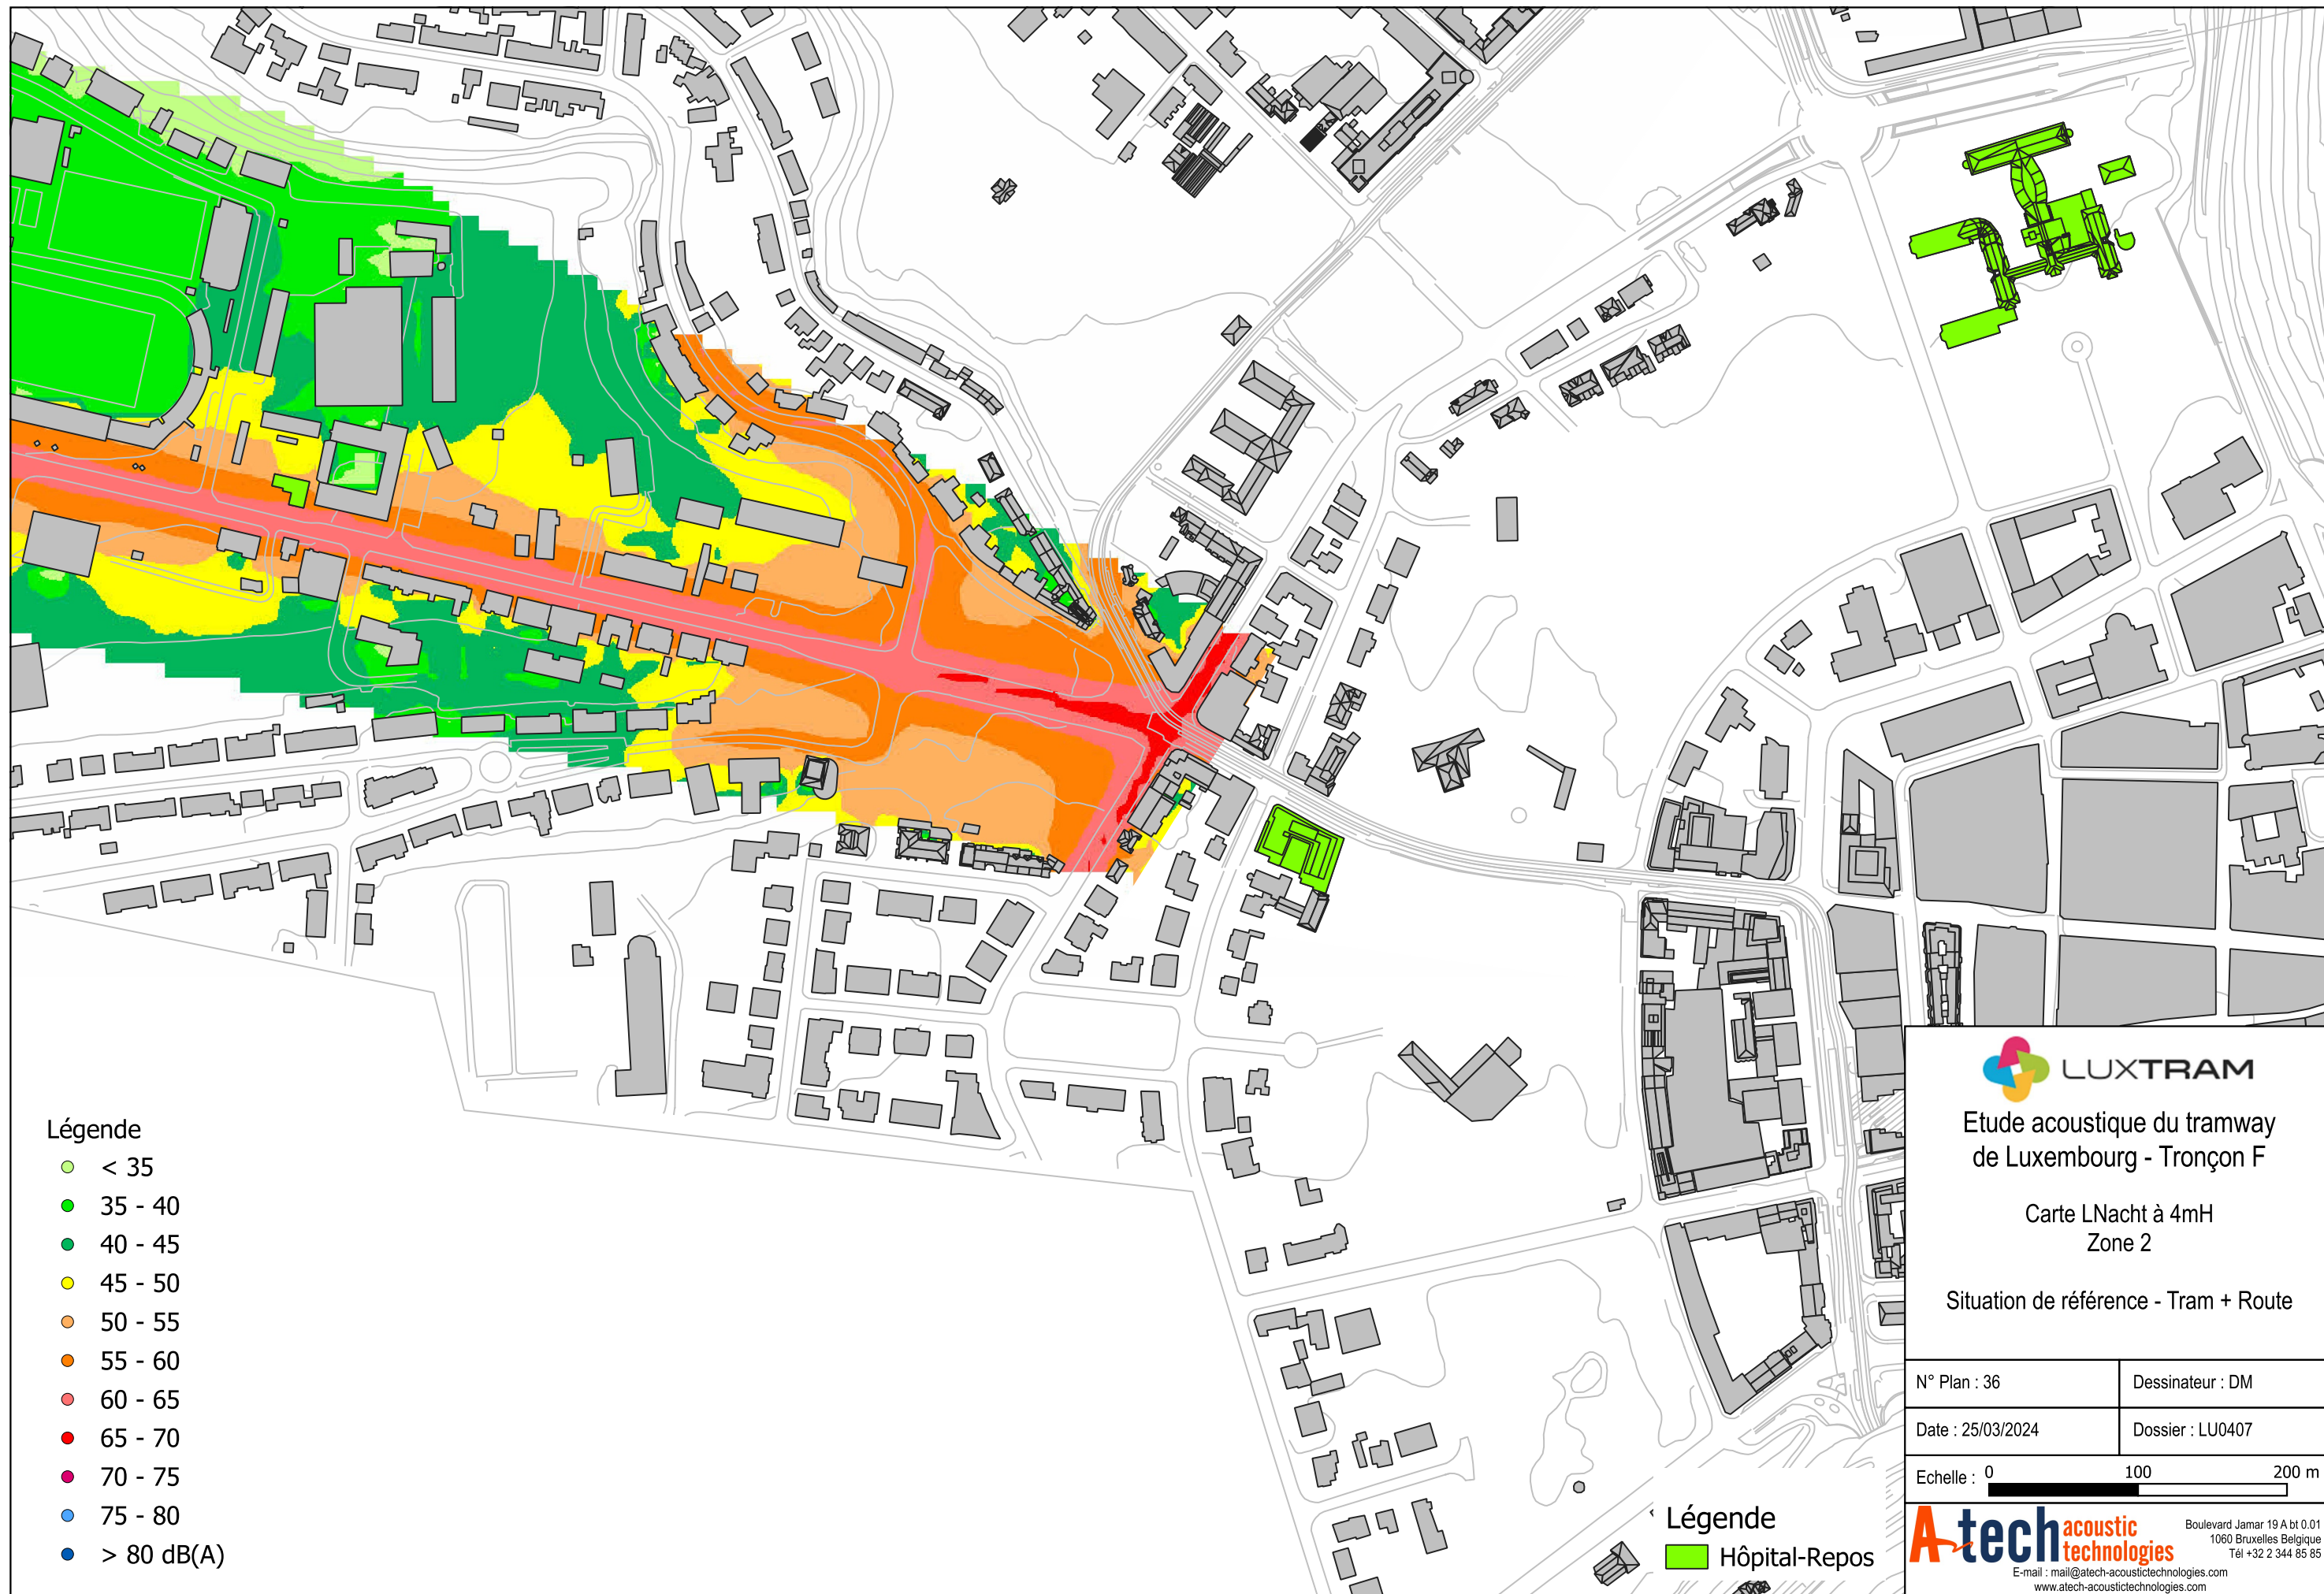 Légende
< 35
35 - 40
40 - 45
45 - 50
50 - 55
55 - 60
60 - 65
65 - 70
70 - 75
75 - 80
> 80 dB(A)
Légende
Hôpital-Repos
LUXTRAM
Etude acoustique du tramway
de Luxembourg - Tronçon F
Carte LNacht à 4mH
Zone 2
Situation de référence - Tram + Route
N° Plan : 36
Dessinateur : DM
Date : 25/03/2024
Dossier : LU0407
Echelle : 0 100 200 m
A-tech acoustic technologies
Boulevard Jamar 19 A bt 0.01
1060 Bruxelles Belgique
Tél +32 2 344 85 85
E-mail : mail@atech-acoustictechnologies.com
www.atech-acoustictechnologies.com